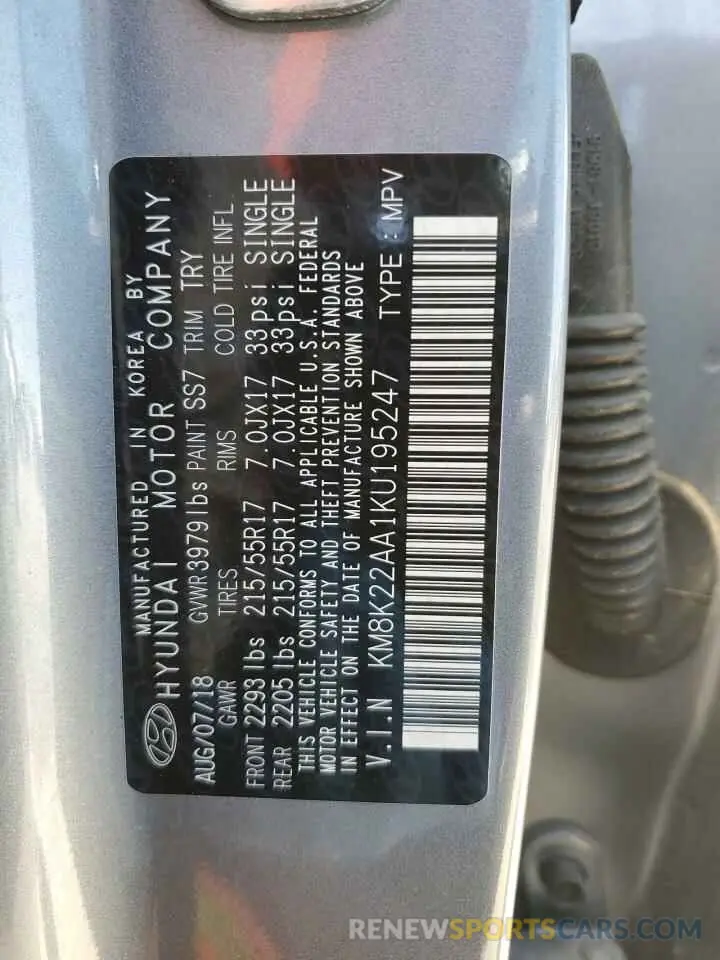 MANUFACTURED IN KOREA BY
HYUNDAI MOTOR COMPANY
AUG/07/18 GVWR3979lbs PAINT SS7 TRIM TRY
GAWR TIRES RIMS COLD TIRE INFL
FRONT 2293 lbs 215/55R17 7.0JX17 33psi SINGLE
REAR 2205 lbs 215/55R17 7.0JX17 33psi SINGLE
THIS VEHICLE CONFORMS TO ALL APPLICABLE U.S.A. FEDERAL
MOTOR VEHICLE SAFETY AND THEFT PREVENTION STANDARDS
IN EFFECT ON THE DATE OF MANUFACTURE SHOWN ABOVE
V.I.N KM8K22AA1KU195247 TYPE : MPV
RENEWSPORTSCARS.COM